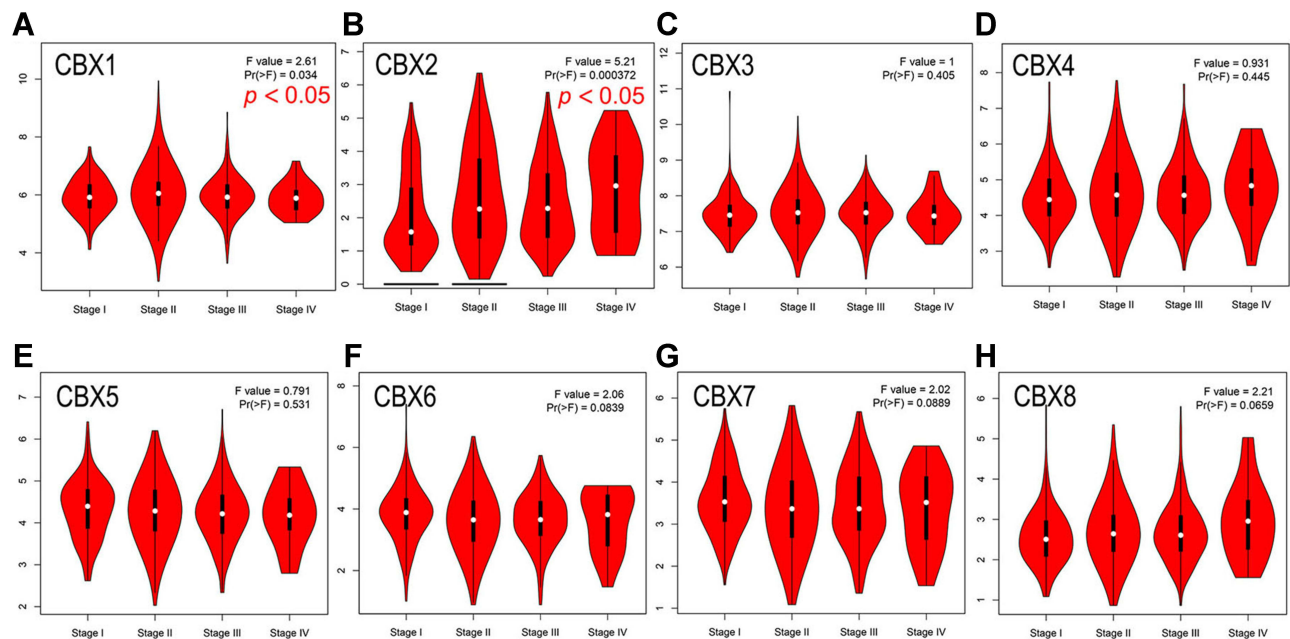 A
CBX1
F value = 2.61
Pr(>F) = 0.034
p < 0.05
10
8
6
4
Stage I Stage II Stage III Stage IV
B
CBX2
F value = 5.21
Pr(>F) = 0.000372
p < 0.05
7
6
5
4
3
2
1
0
Stage I Stage II Stage III Stage IV
C
CBX3
F value = 1
Pr(>F) = 0.405
12
11
10
9
8
7
6
Stage I Stage II Stage III Stage IV
D
CBX4
F value = 0.931
Pr(>F) = 0.445
8
7
6
5
4
3
Stage I Stage II Stage III Stage IV
E
CBX5
F value = 0.791
Pr(>F) = 0.531
7
6
5
4
3
2
Stage I Stage II Stage III Stage IV
F
CBX6
F value = 2.06
Pr(>F) = 0.0839
8
6
4
2
Stage I Stage II Stage III Stage IV
G
CBX7
F value = 2.02
Pr(>F) = 0.0889
6
5
4
3
2
1
Stage I Stage II Stage III Stage IV
H
CBX8
F value = 2.21
Pr(>F) = 0.0659
6
5
4
3
2
1
Stage I Stage II Stage III Stage IV